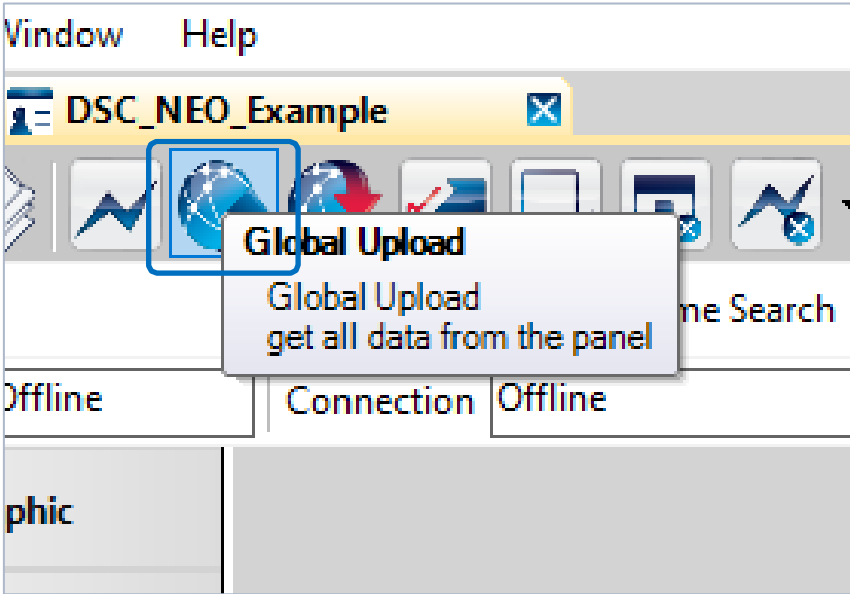 Window Help
DSC_NEO_Example
Global Upload
Global Upload
get all data from the panel
me Search
Offline Connection Offline
phic